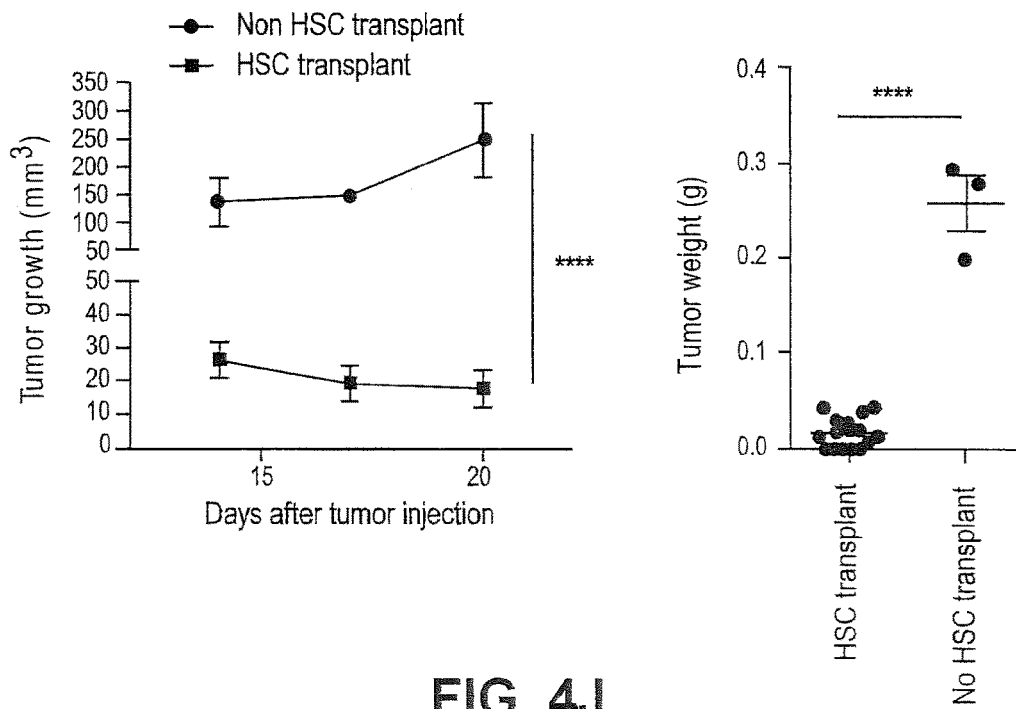 Non HSC transplant
HSC transplant
Tumor growth (mm3)
350
300
250
200
150
100
50
50
40
30
20
10
0
15
20
Days after tumor injection
****
Tumor weight (g)
0.4
0.3
0.2
0.1
0.0
****
HSC transplant
No HSC transplant
FIG. 4J